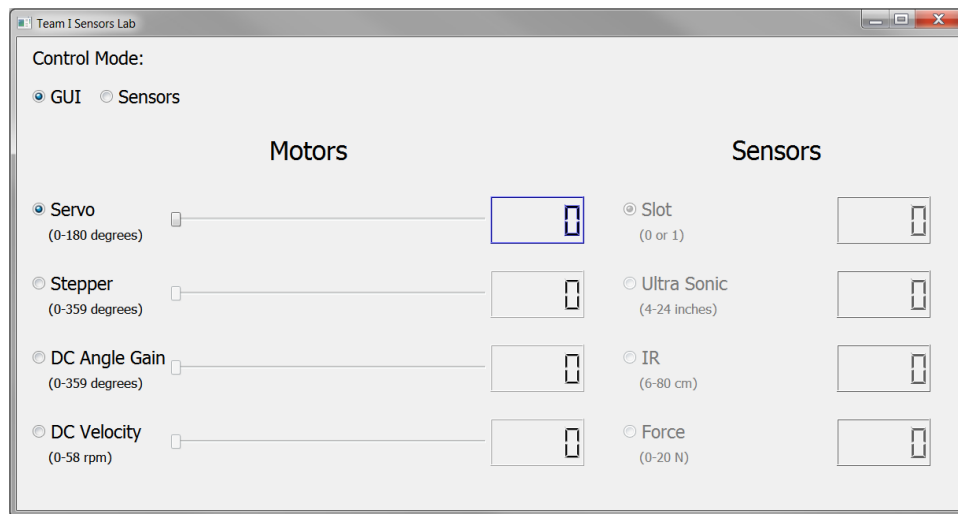 Team I Sensors Lab
Control Mode:
GUI Sensors
Motors Sensors
Servo 0 Slot 0
(0-180 degrees) (0 or 1)
Stepper 0 Ultra Sonic 0
(0-359 degrees) (4-24 inches)
DC Angle Gain 0 IR 0
(0-359 degrees) (6-80 cm)
DC Velocity 0 Force 0
(0-58 rpm) (0-20 N)